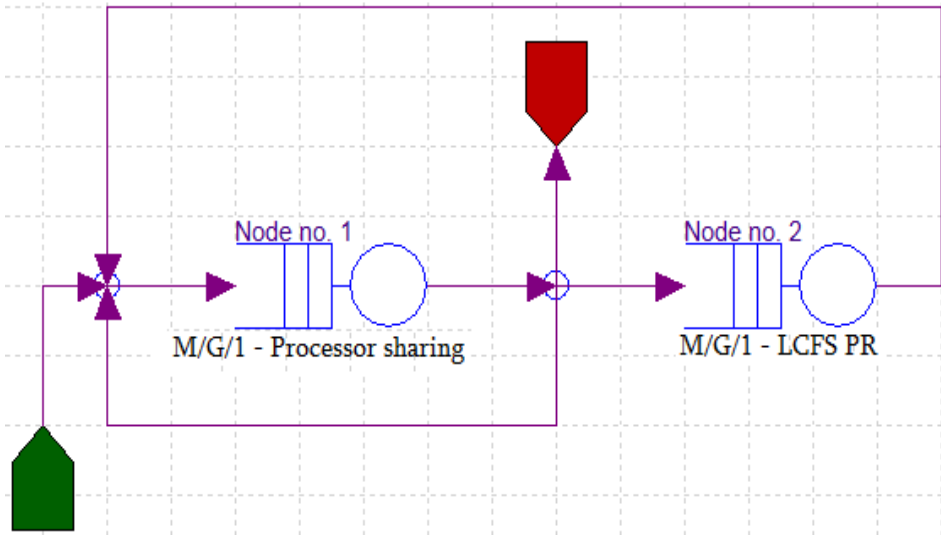 Node no. 1
Node no. 2
M/G/1 - Processor sharing
M/G/1 - LCFS PR